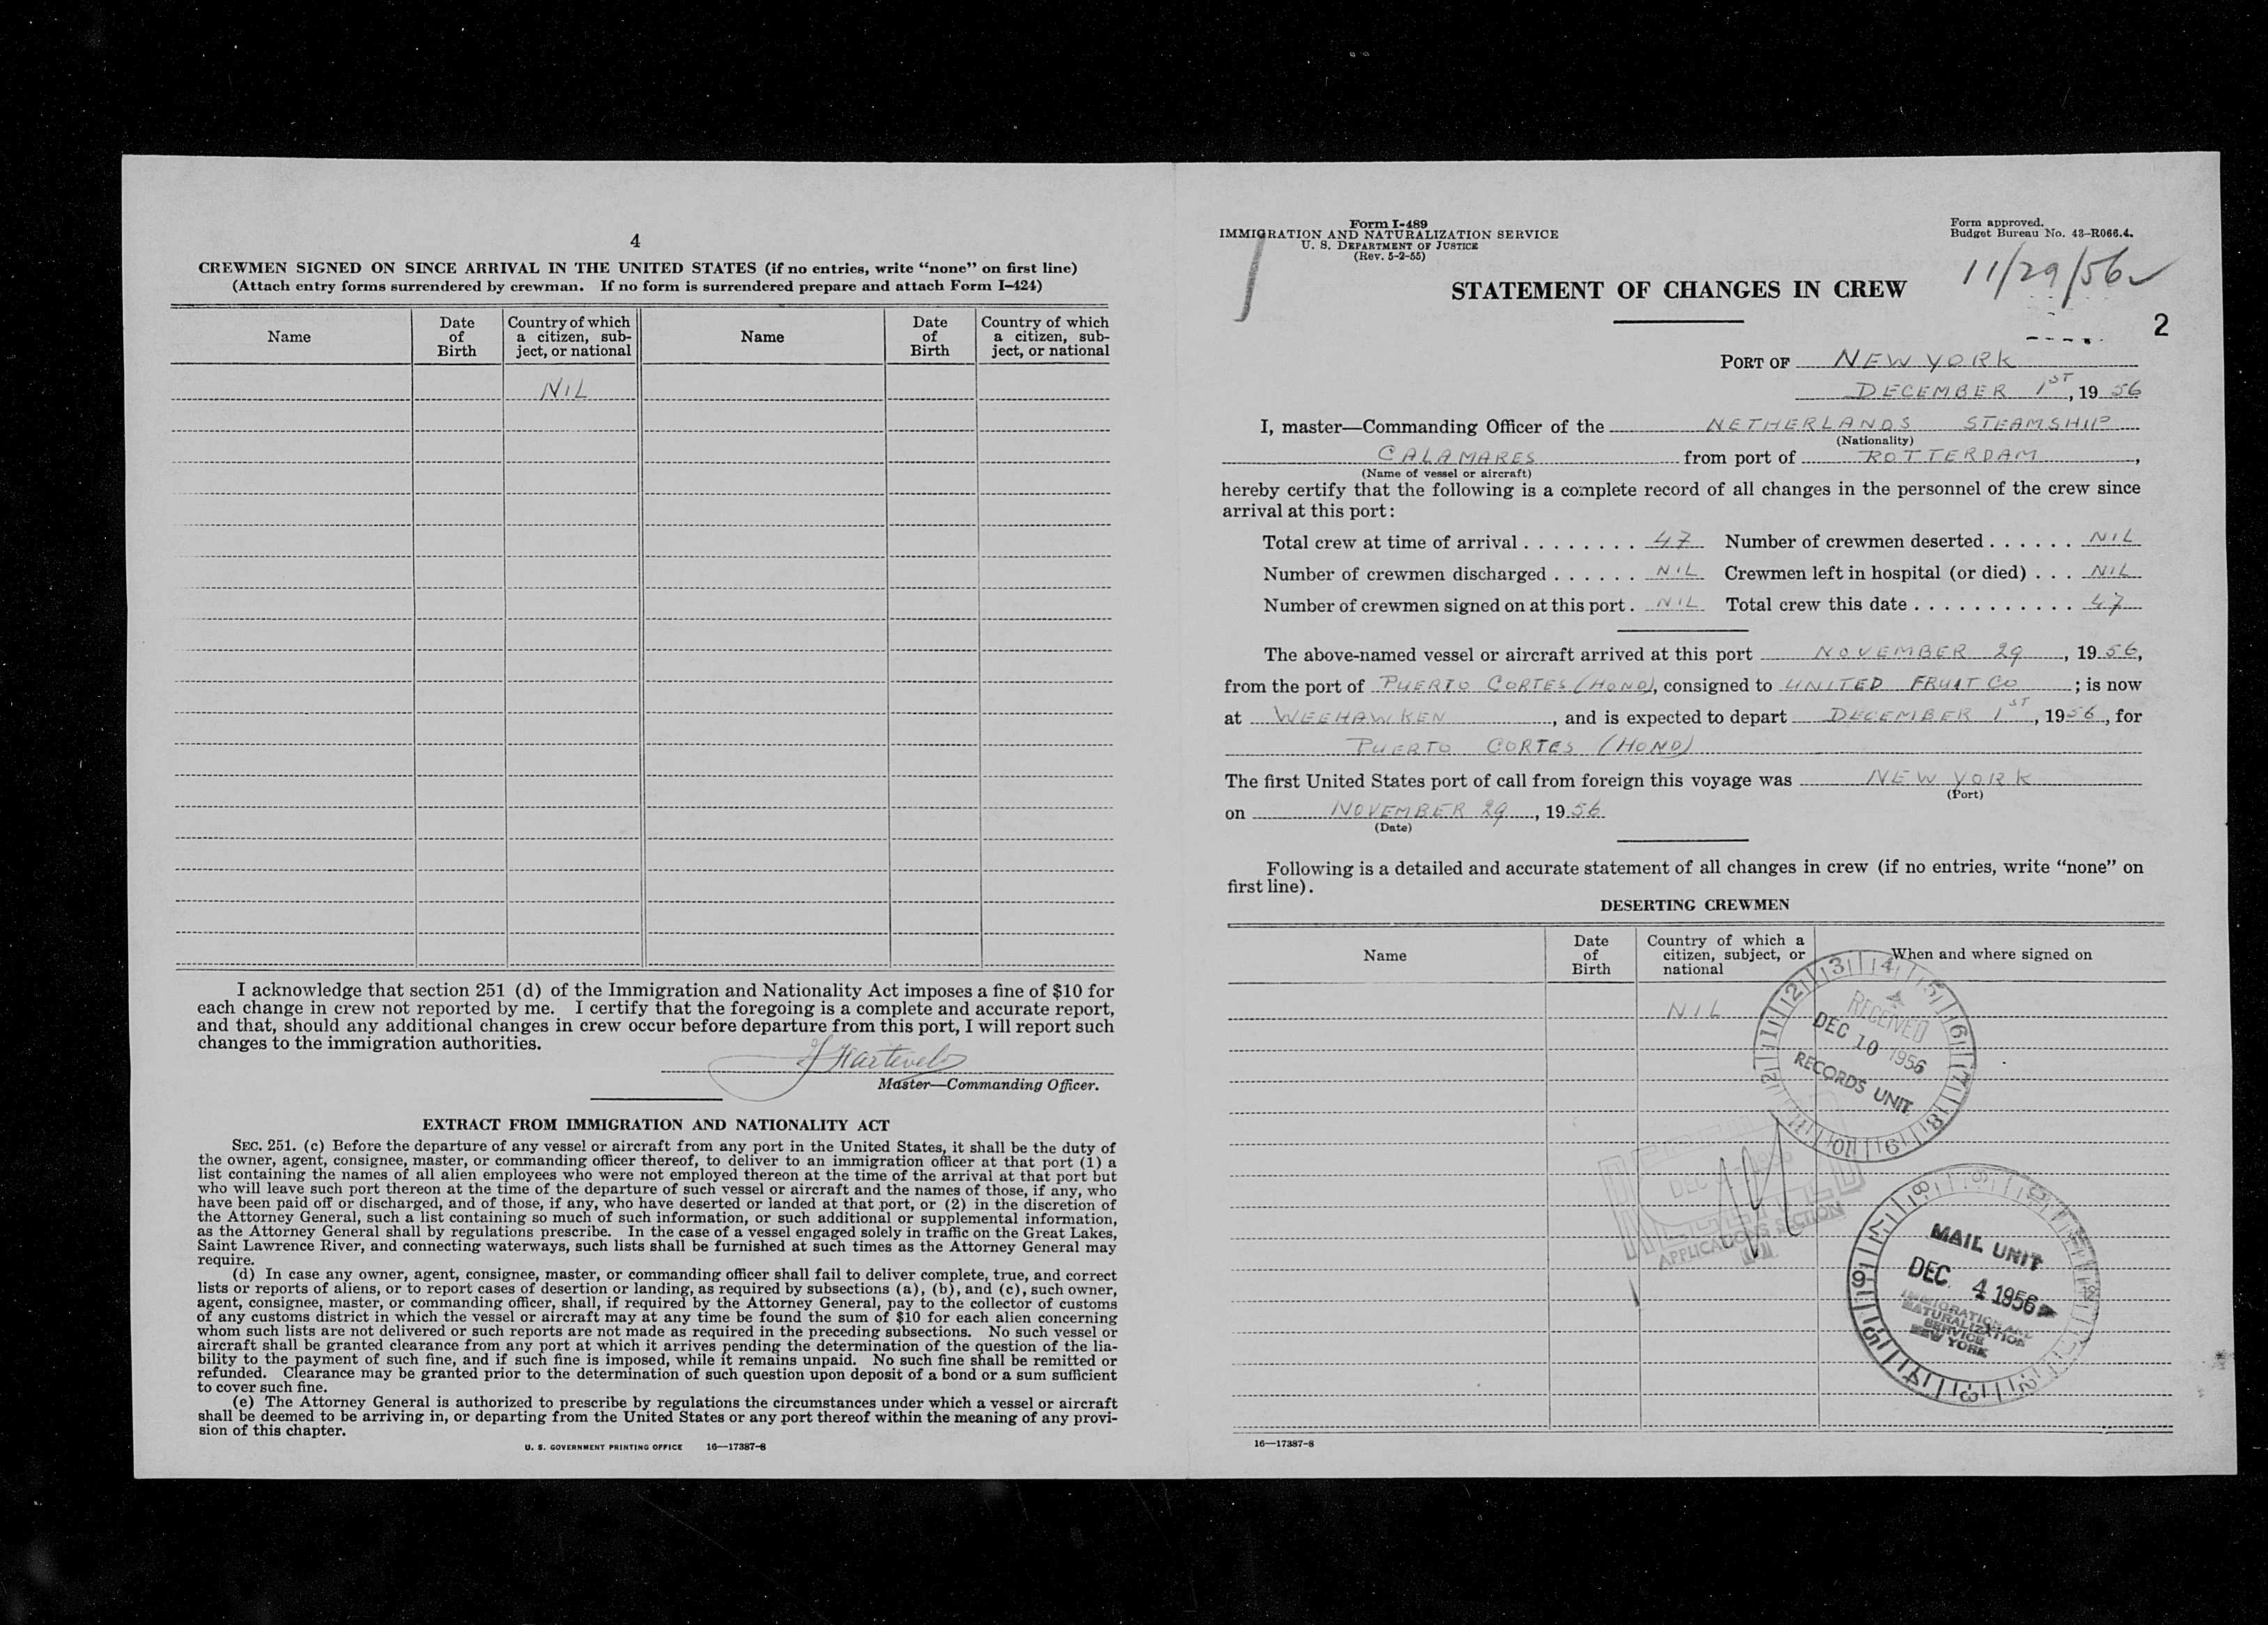 4
CREWMEN SIGNED ON SINCE ARRIVAL IN THE UNITED STATES (if no entries, write “none” on first line)
(Attach entry forms surrendered by crewman. If no form is surrendered prepare and attach Form I-424)
Name Date of Birth Country of which a citizen, sub-ject, or national Name Date of Birth Country of which a citizen, sub-ject, or national
NIL
I acknowledge that section 251 (d) of the Immigration and Nationality Act imposes a fine of $10 for
each change in crew not reported by me. I certify that the foregoing is a complete and accurate report,
and that, should any additional changes in crew occur before departure from this port, I will report such
changes to the immigration authorities.
Master—Commanding Officer.
EXTRACT FROM IMMIGRATION AND NATIONALITY ACT
SEC. 251. (c) Before the departure of any vessel or aircraft from any port in the United States, it shall be the duty of
the owner, agent, consignee, master, or commanding officer thereof, to deliver to an immigration officer at that port (1) a
list containing the names of all alien employees who were not employed thereon at the time of the arrival at that port but
who will leave such port thereon at the time of the departure of such vessel or aircraft and the names of those, if any, who
have been paid off or discharged, and of those, if any, who have deserted or landed at that port, or (2) in the discretion of
the Attorney General, such a list containing so much of such information, or such additional or supplemental information,
as the Attorney General shall by regulations prescribe. In the case of a vessel engaged solely in traffic on the Great Lakes,
Saint Lawrence River, and connecting waterways, such lists shall be furnished at such times as the Attorney General may
require.
(d) In case any owner, agent, consignee, master, or commanding officer shall fail to deliver complete, true, and correct
lists or reports of aliens, or to report cases of desertion or landing, as required by subsections (a), (b), and (c), such owner,
agent, consignee, master, or commanding officer, shall, if required by the Attorney General, pay to the collector of customs
of any customs district in which the vessel or aircraft may at any time be found the sum of $10 for each alien concerning
whom such lists are not delivered or such reports are not made as required in the preceding subsections. No such vessel or
aircraft shall be granted clearance from any port at which it arrives pending the determination of the question of the lia-
bility to the payment of such fine, and if such fine is imposed, while it remains unpaid. No such fine shall be remitted or
refunded. Clearance may be granted prior to the determination of such question upon deposit of a bond or a sum sufficient
to cover such fine.
(e) The Attorney General is authorized to prescribe by regulations the circumstances under which a vessel or aircraft
shall be deemed to be arriving in, or departing from the United States or any port thereof within the meaning of any provi-
sion of this chapter.
U. S. GOVERNMENT PRINTING OFFICE 16—17387-8
Form I-489
IMMIGRATION AND NATURALIZATION SERVICE
U. S. DEPARTMENT OF JUSTICE
(Rev. 5-2-55)
Form approved.
Budget Bureau No. 43-R066.4.
11/29/56
STATEMENT OF CHANGES IN CREW
2
PORT OF NEW YORK
DECEMBER 1ST, 1956
I, master—Commanding Officer of the NETHERLANDS STEAMSHIP
(Nationality)
CALAMARES from port of ROTTERDAM,
(Name of vessel or aircraft)
hereby certify that the following is a complete record of all changes in the personnel of the crew since
arrival at this port:
Total crew at time of arrival . . . . . . . . 47 Number of crewmen deserted . . . . . . NIL
Number of crewmen discharged . . . . . . NIL Crewmen left in hospital (or died) . . . NIL
Number of crewmen signed on at this port. NIL Total crew this date . . . . . . . . . . . 47
The above-named vessel or aircraft arrived at this port NOVEMBER 29, 1956,
from the port of PUERTO CORTES (HOND), consigned to UNITED FRUIT CO; is now
at WEEHAWKEN, and is expected to depart DECEMBER 1ST, 1956, for
PUERTO CORTES (HOND)
The first United States port of call from foreign this voyage was NEW YORK
(Port)
on NOVEMBER 29, 1956
(Date)
Following is a detailed and accurate statement of all changes in crew (if no entries, write “none” on
first line).
DESERTING CREWMEN
Name Date of Birth Country of which a citizen, subject, or national When and where signed on
NIL
RECEIVED
DEC 10 1956
RECORDS UNIT
APPLICATIONS SECTION
MAIL UNIT
DEC. 4 1956
IMMIGRATION AND
NATURALIZATION
SERVICE
NEW YORK
16—17387-8